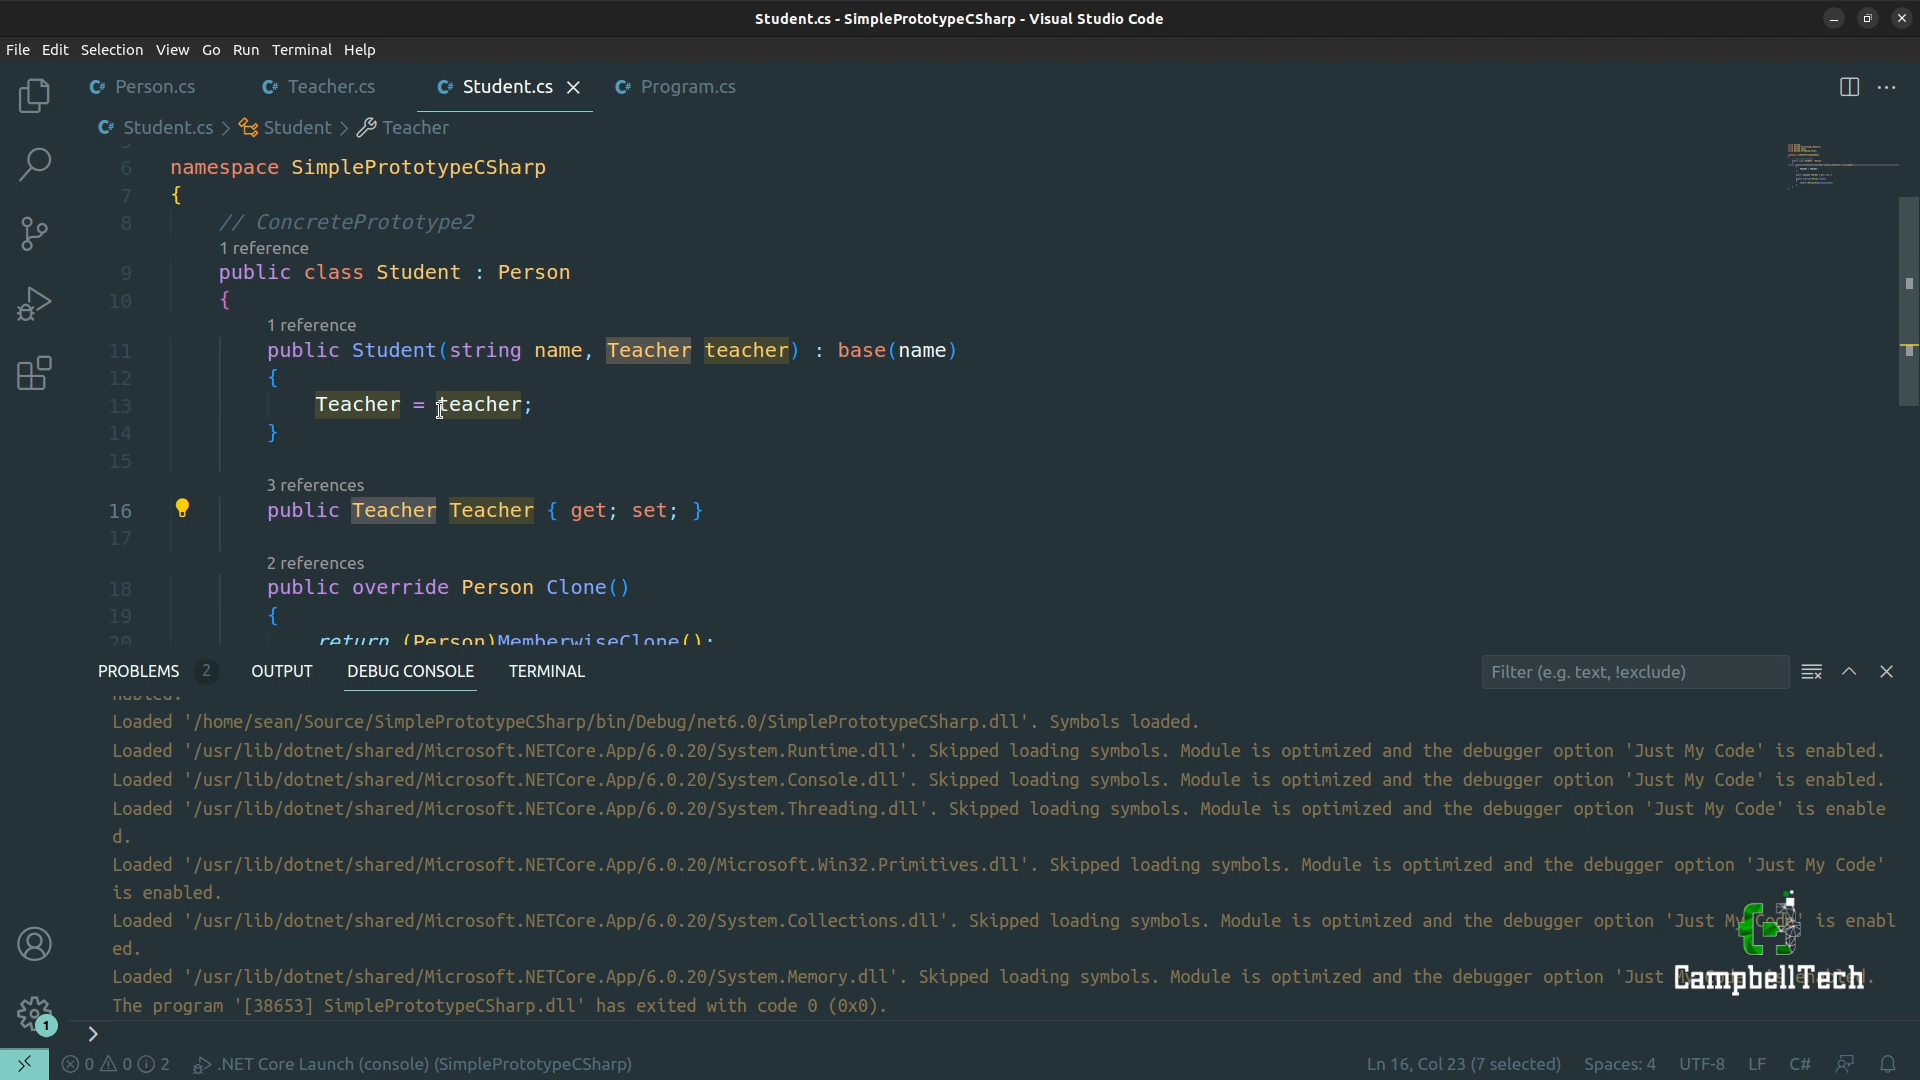 Student.cs - SimplePrototypeCSharp - Visual Studio Code
File Edit Selection View Go Run Terminal Help
Person.cs Teacher.cs Student.cs Program.cs
Student.cs > Student > Teacher
6 namespace SimplePrototypeCSharp
7 {
8 // ConcretePrototype2
1 reference
9 public class Student : Person
10 {
1 reference
11 public Student(string name, Teacher teacher) : base(name)
12 {
13 Teacher = teacher;
14 }
15
3 references
16 public Teacher Teacher { get; set; }
17
2 references
18 public override Person Clone()
19 {
20 return (Person)MemberwiseClone();
PROBLEMS 2 OUTPUT DEBUG CONSOLE TERMINAL Filter (e.g. text, !exclude)
nabled.
Loaded '/home/sean/Source/SimplePrototypeCSharp/bin/Debug/net6.0/SimplePrototypeCSharp.dll'. Symbols loaded.
Loaded '/usr/lib/dotnet/shared/Microsoft.NETCore.App/6.0.20/System.Runtime.dll'. Skipped loading symbols. Module is optimized and the debugger option 'Just My Code' is enabled.
Loaded '/usr/lib/dotnet/shared/Microsoft.NETCore.App/6.0.20/System.Console.dll'. Skipped loading symbols. Module is optimized and the debugger option 'Just My Code' is enabled.
Loaded '/usr/lib/dotnet/shared/Microsoft.NETCore.App/6.0.20/System.Threading.dll'. Skipped loading symbols. Module is optimized and the debugger option 'Just My Code' is enable
d.
Loaded '/usr/lib/dotnet/shared/Microsoft.NETCore.App/6.0.20/Microsoft.Win32.Primitives.dll'. Skipped loading symbols. Module is optimized and the debugger option 'Just My Code'
is enabled.
Loaded '/usr/lib/dotnet/shared/Microsoft.NETCore.App/6.0.20/System.Collections.dll'. Skipped loading symbols. Module is optimized and the debugger option 'Just My Code' is enabl
ed.
Loaded '/usr/lib/dotnet/shared/Microsoft.NETCore.App/6.0.20/System.Memory.dll'. Skipped loading symbols. Module is optimized and the debugger option 'Just
CampbellTech
The program '[38653] SimplePrototypeCSharp.dll' has exited with code 0 (0x0).
>
1
0 0 2 .NET Core Launch (console) (SimplePrototypeCSharp) Ln 16, Col 23 (7 selected) Spaces: 4 UTF-8 LF C#